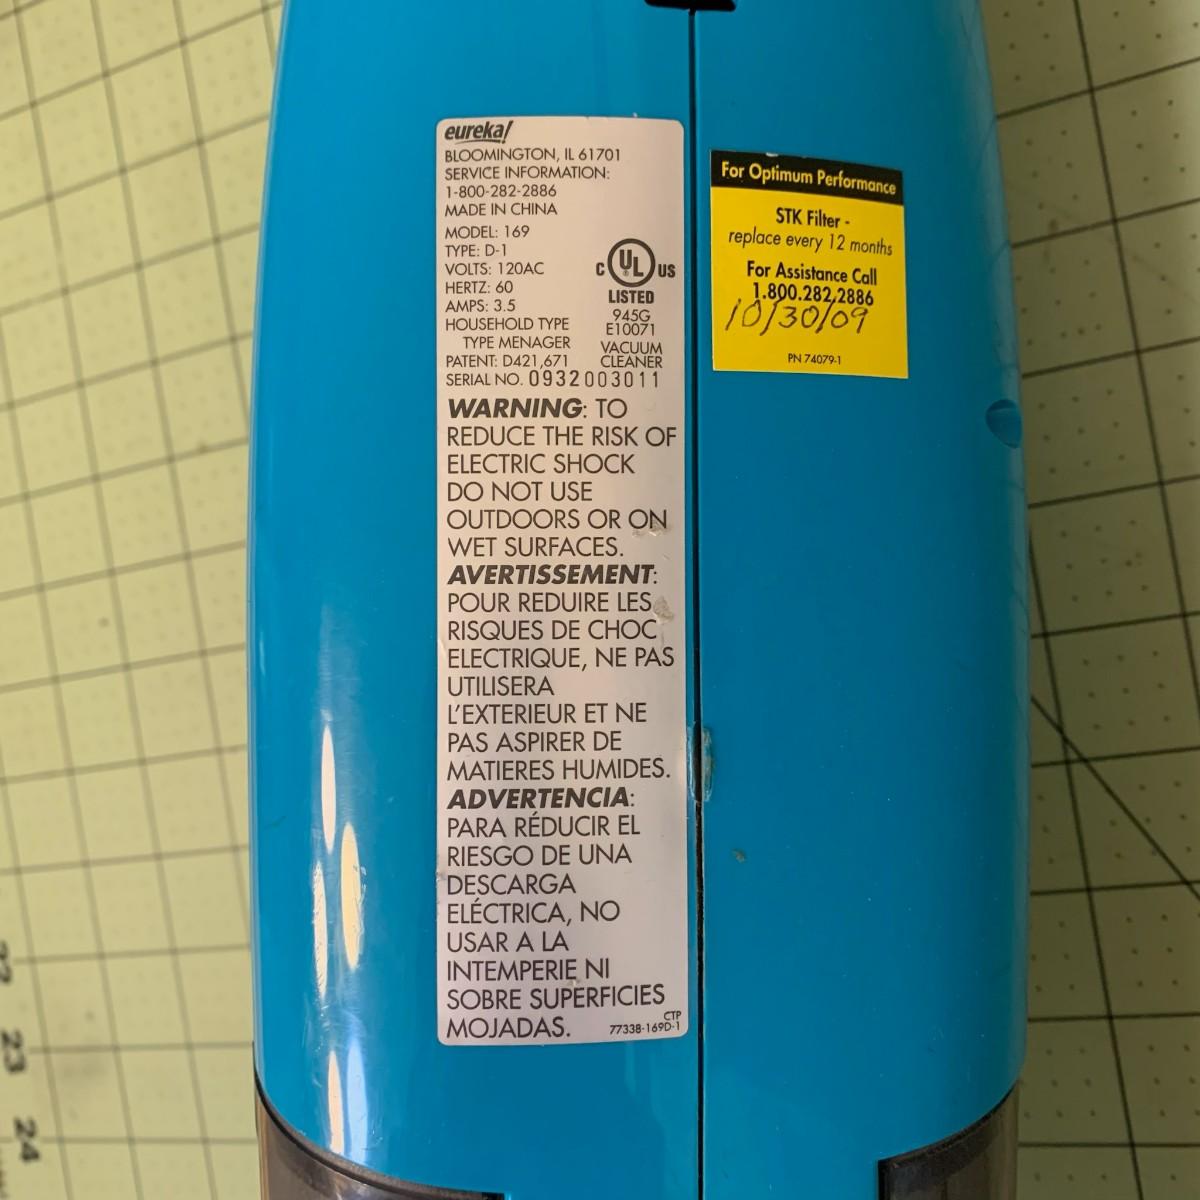 eureka!
BLOOMINGTON, IL 61701
SERVICE INFORMATION:
1-800-282-2886
MADE IN CHINA
MODEL: 169
TYPE: D-1
VOLTS: 120AC
HERTZ: 60
AMPS: 3.5
HOUSEHOLD TYPE
TYPE MENAGER
PATENT: D421,671
SERIAL NO. 0932003011
C UL US
LISTED
945G
E10071
VACUUM
CLEANER
WARNING: TO
REDUCE THE RISK OF
ELECTRIC SHOCK
DO NOT USE
OUTDOORS OR ON
WET SURFACES.
AVERTISSEMENT:
POUR REDUIRE LES
RISQUES DE CHOC
ELECTRIQUE, NE PAS
UTILISERA
L'EXTERIEUR ET NE
PAS ASPIRER DE
MATIERES HUMIDES.
ADVERTENCIA:
PARA RÉDUCIR EL
RIESGO DE UNA
DESCARGA
ELÉCTRICA, NO
USAR A LA
INTEMPERIE NI
SOBRE SUPERFICIES
MOJADAS.
CTP
77338-169D-1
For Optimum Performance
STK Filter -
replace every 12 months
For Assistance Call
1.800.282.2886
10/30/09
PN 74079-1
23
24